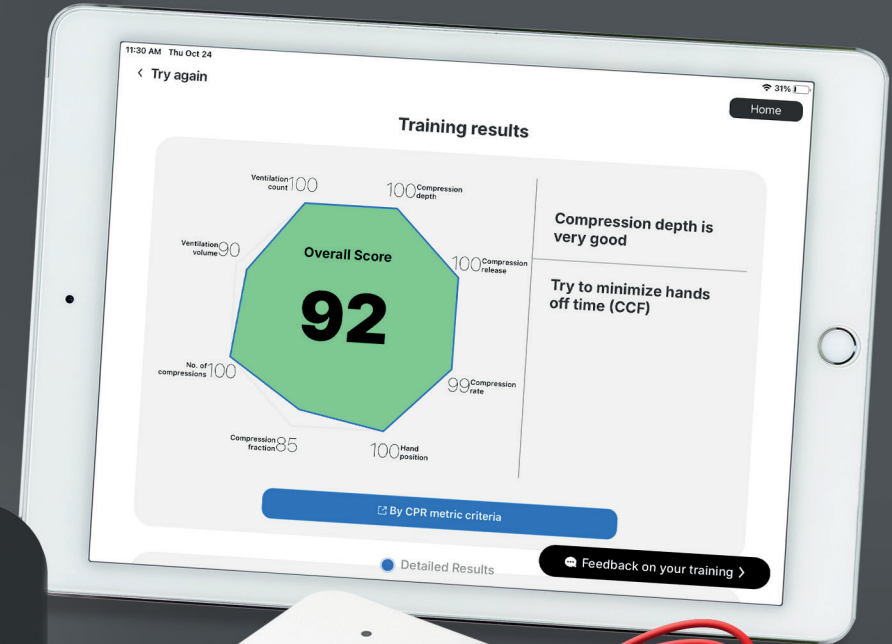 11:30 AM Thu Oct 24
31%
< Try again
Home
Training results
Ventilation
count
100
100
Compression
depth
Ventilation
volume
90
Overall Score
92
100
Compression
release
No. of
compressions
100
99
Compression
rate
Compression
fraction
85
100
Hand
position
Compression depth is
very good
Try to minimize hands
off time (CCF)
By CPR metric criteria
Detailed Results
Feedback on your training >